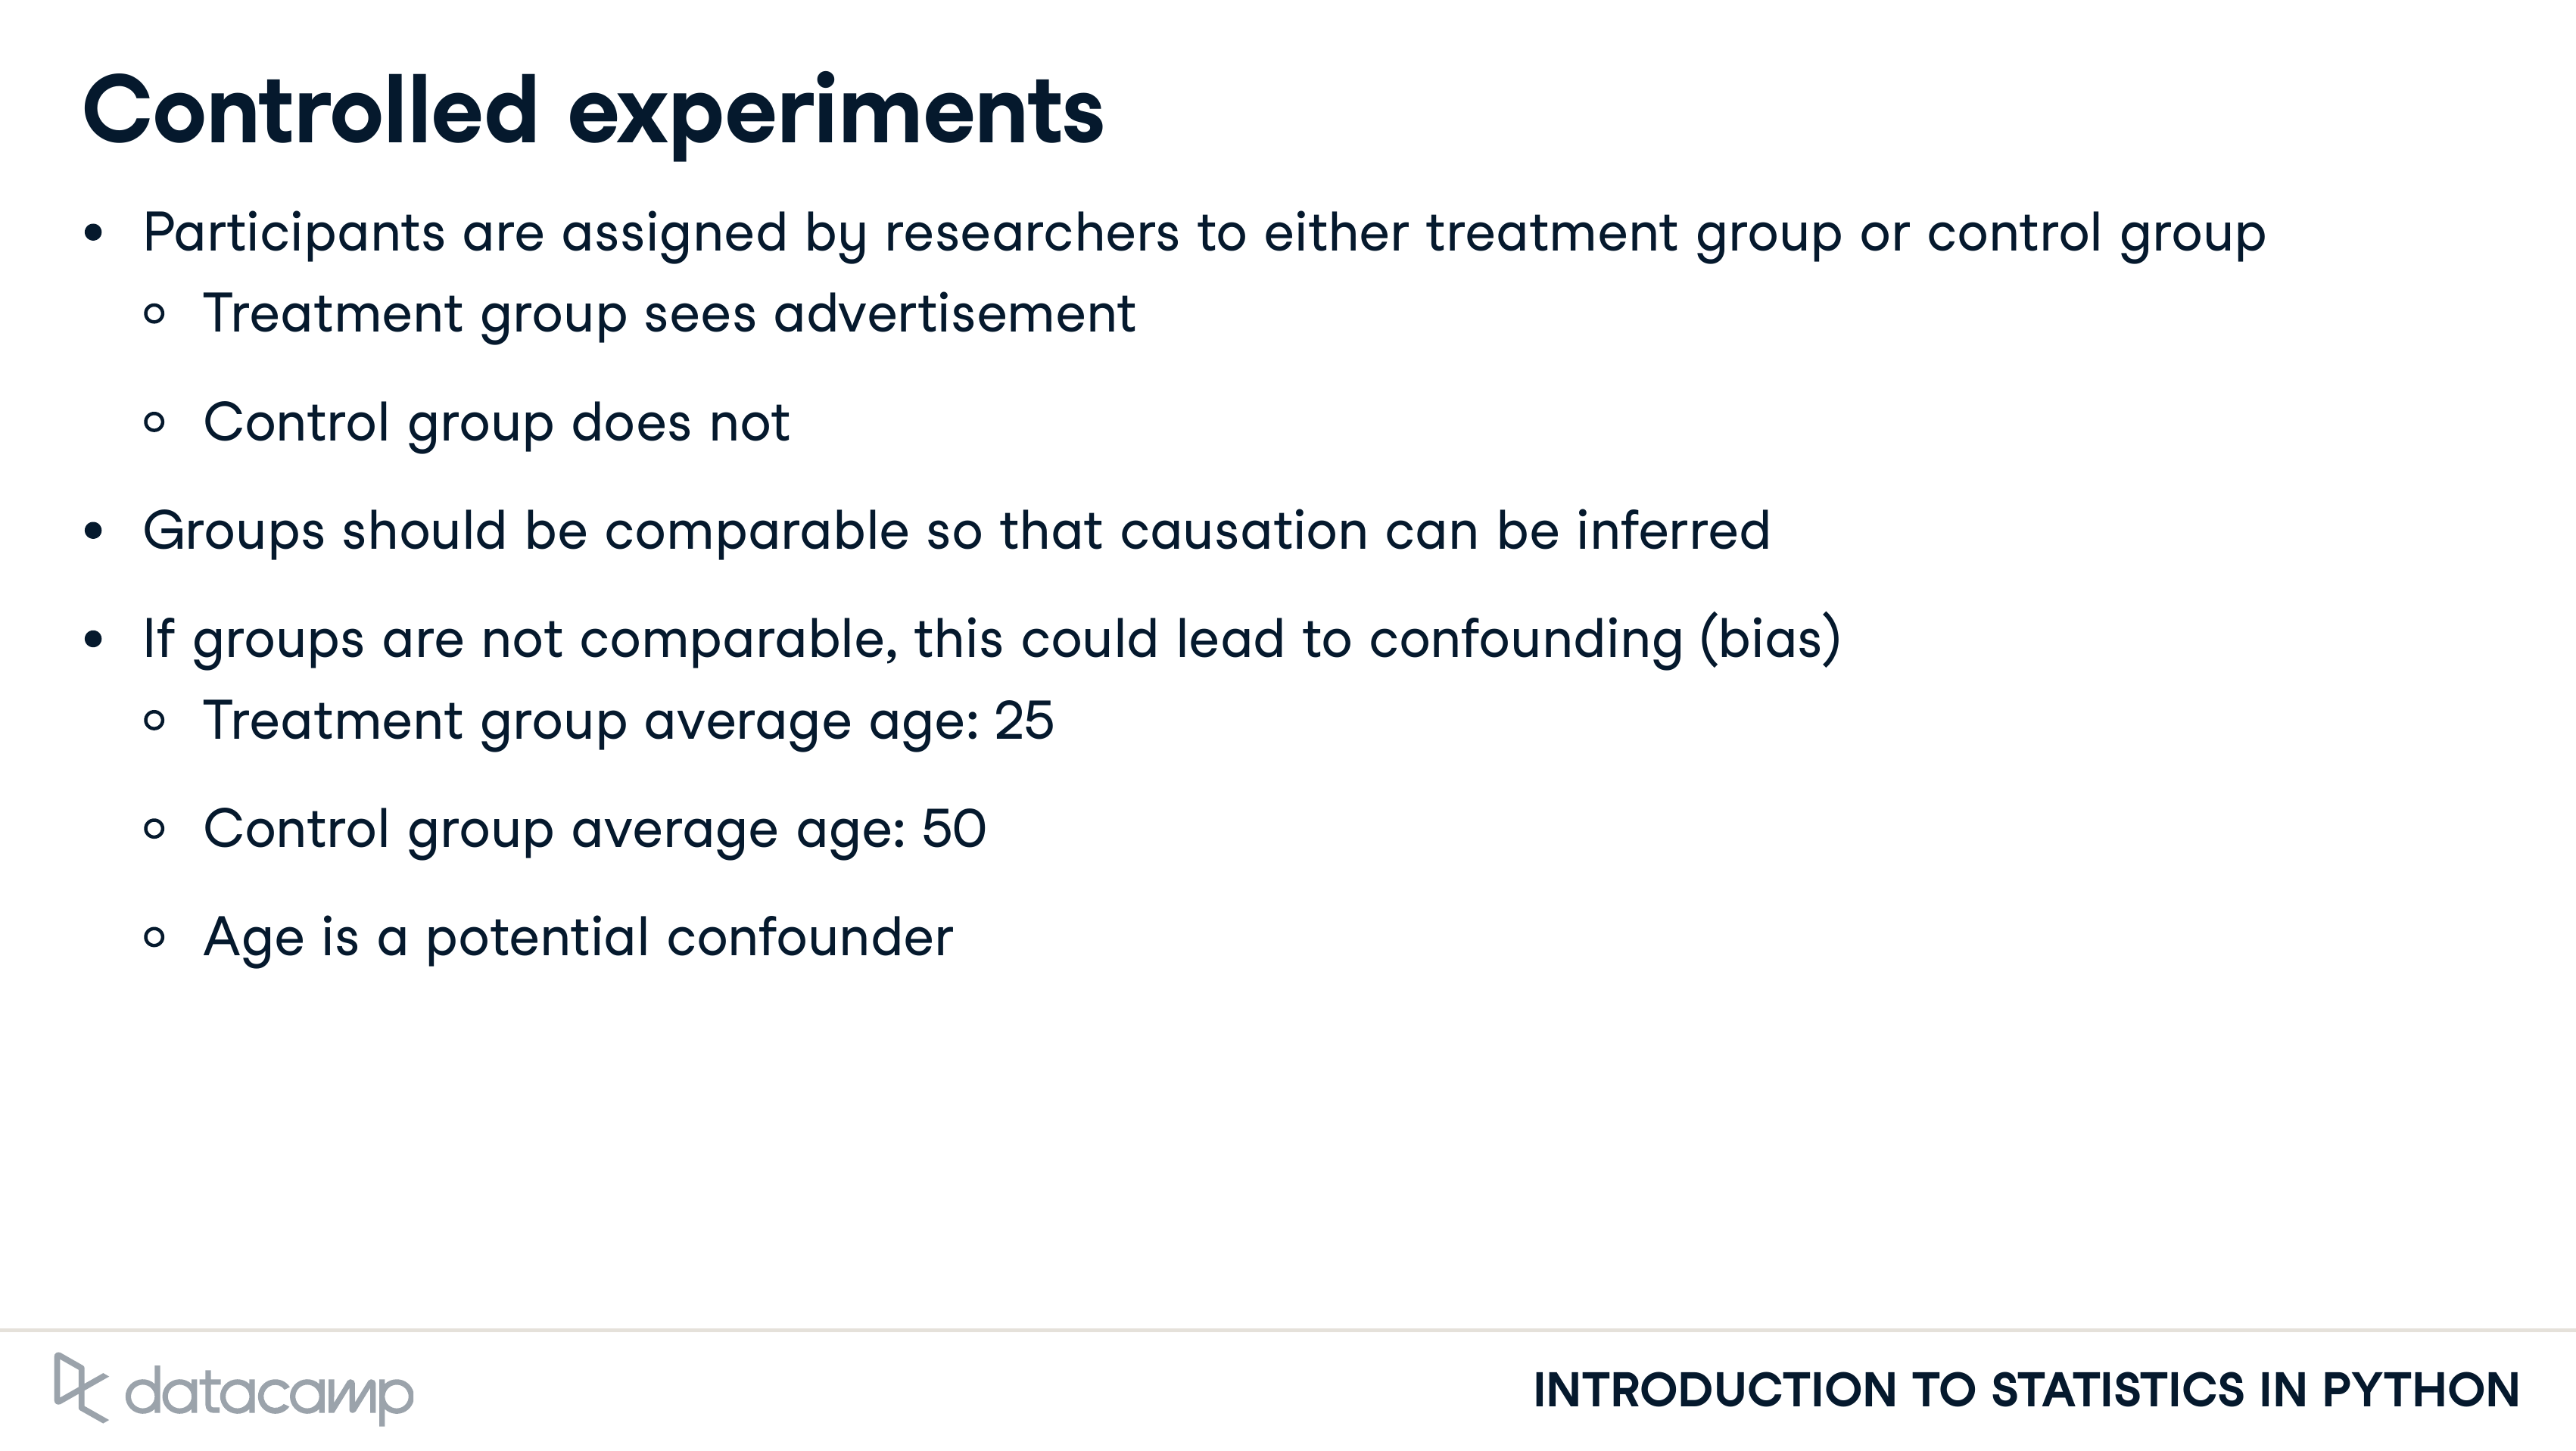 Controlled experiments
• Participants are assigned by researchers to either treatment group or control group
◦ Treatment group sees advertisement
◦ Control group does not
• Groups should be comparable so that causation can be inferred
• If groups are not comparable, this could lead to confounding (bias)
◦ Treatment group average age: 25
◦ Control group average age: 50
◦ Age is a potential confounder
datacamp
INTRODUCTION TO STATISTICS IN PYTHON